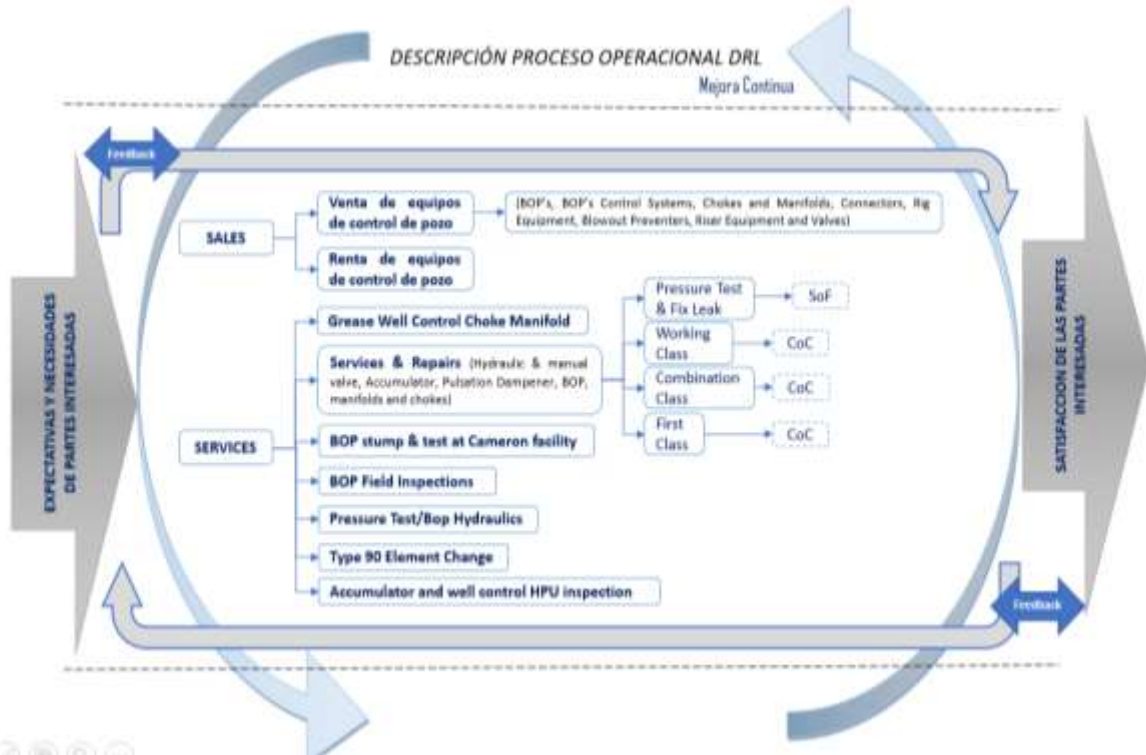 DESCRIPCIÓN PROCESO OPERACIONAL DRL
Mejora Continua
Feedback
EXPECTATIVAS Y NECESIDADES
DE PARTES INTERESADAS
SALES
Venta de equipos
de control de pozo
(BOP's, BOP's Control Systems, Chokes and Manifolds, Connectors, Rig
Equipment, Blowout Preventers, Riser Equipment and Valves)
Renta de equipos
de control de pozo
SERVICES
Grease Well Control Choke Manifold
Services & Repairs (Hydraulic & manual
valve, Accumulator, Pulsation Dampener, BOP,
manifolds and chokes)
Pressure Test
& Fix Leak
SoF
Working
Class
CoC
Combination
Class
CoC
First
Class
CoC
BOP stump & test at Cameron facility
BOP Field Inspections
Pressure Test/Bop Hydraulics
Type 90 Element Change
Accumulator and well control HPU inspection
SATISFACCION DE LAS PARTES
INTERESADAS
Feedback